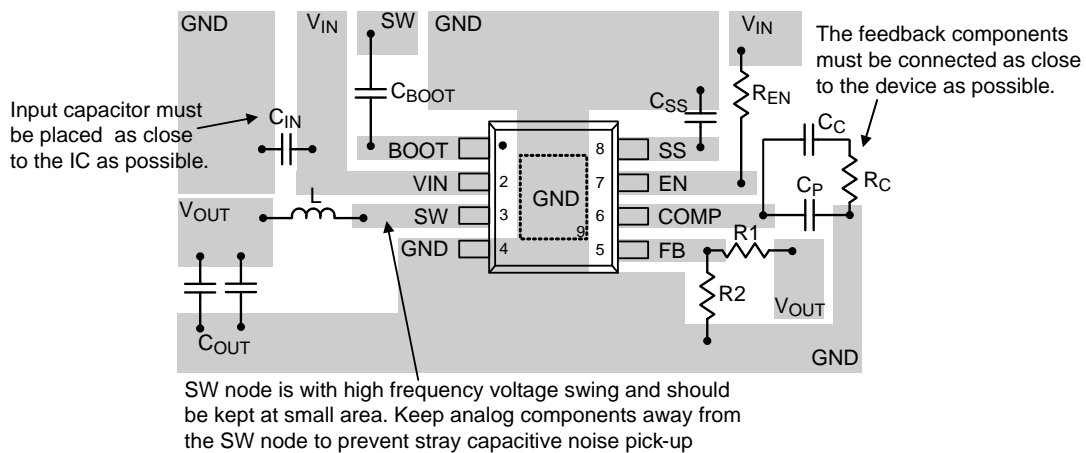 GND
VIN
SW
GND
VIN
The feedback components
must be connected as close
to the device as possible.
Input capacitor must
be placed as close
to the IC as possible.
CIN
CBOOT
CSS
REN
CC
RC
CP
BOOT
8
SS
VIN
2
GND
7
EN
L
VOUT
SW
3
6
COMP
GND
4
9
5
FB
R1
R2
VOUT
COUT
GND
SW node is with high frequency voltage swing and should
be kept at small area. Keep analog components away from
the SW node to prevent stray capacitive noise pick-up